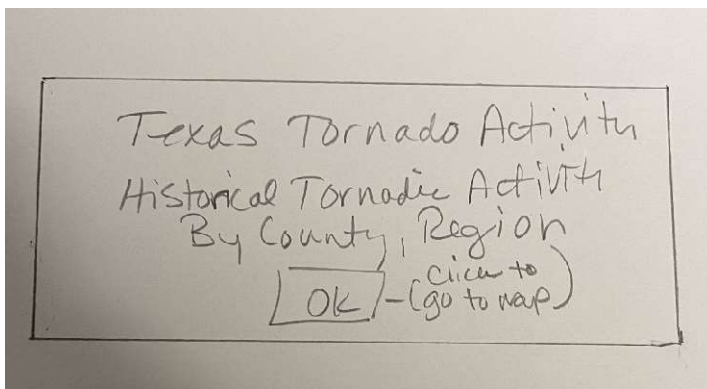 Texas Tornado Activity
Historical Tornadic Activity
By County, Region
OK - (click to
go to map)